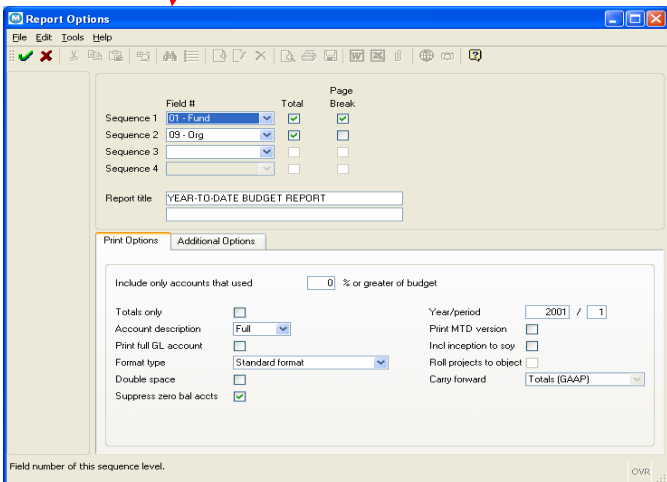 Report Options
File Edit Tools Help
Page
Field # Total Break
Sequence 1 01 - Fund
Sequence 2 09 - Org
Sequence 3
Sequence 4
Report title YEAR-TO-DATE BUDGET REPORT
Print Options Additional Options
Include only accounts that used 0 % or greater of budget
Totals only Year/period 2001 / 1
Account description Full Print MTD version
Print full GL account Incl inception to soy
Format type Standard format Roll projects to object
Double space Carry forward Totals (GAAP)
Suppress zero bal accts
Field number of this sequence level.
OVR